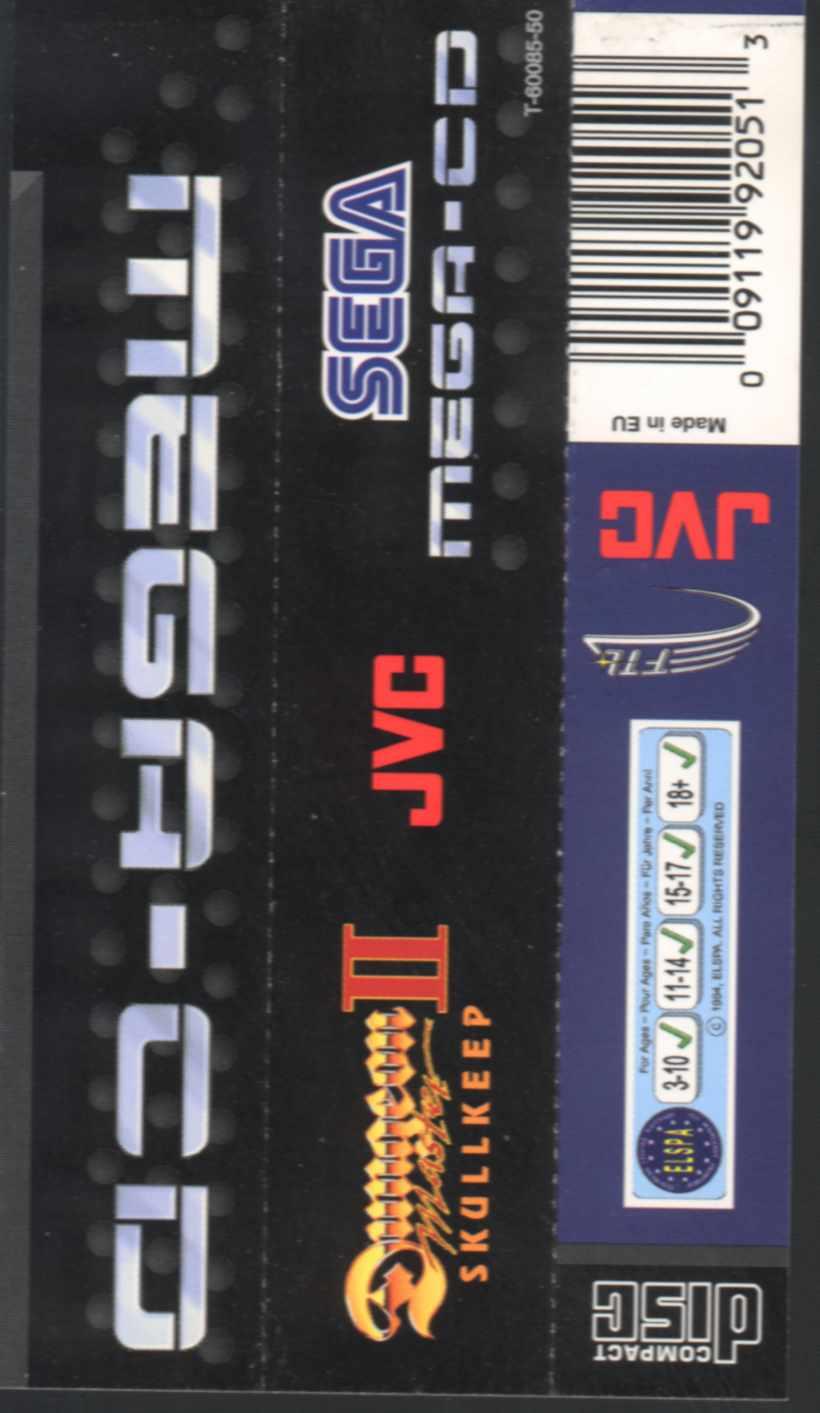 MEGA-CD
Dungeon Master II
SKULLKEEP
JVC
SEGA
MEGA-CD
T-60085-50
COMPACT
disc
ELSPA
For Ages – Pour Ages – Para Años – Für Jahre – Per Anni
3-10 11-14 15-17 18+
© 1994, ELSPA. ALL RIGHTS RESERVED
FTL
JVC
Made in EU
0 09119 92051 3